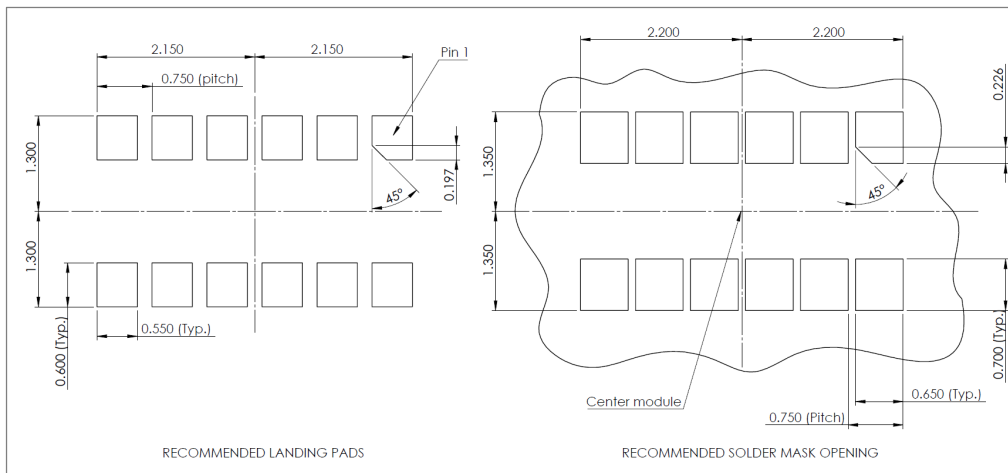 2.150
2.150
Pin 1
0.750 (pitch)
1.300
0.197
45°
1.300
0.600 (Typ.)
0.550 (Typ.)
RECOMMENDED LANDING PADS
2.200
2.200
0.226
1.350
45°
1.350
0.700 (Typ.)
Center module
0.650 (Typ.)
0.750 (Pitch)
RECOMMENDED SOLDER MASK OPENING